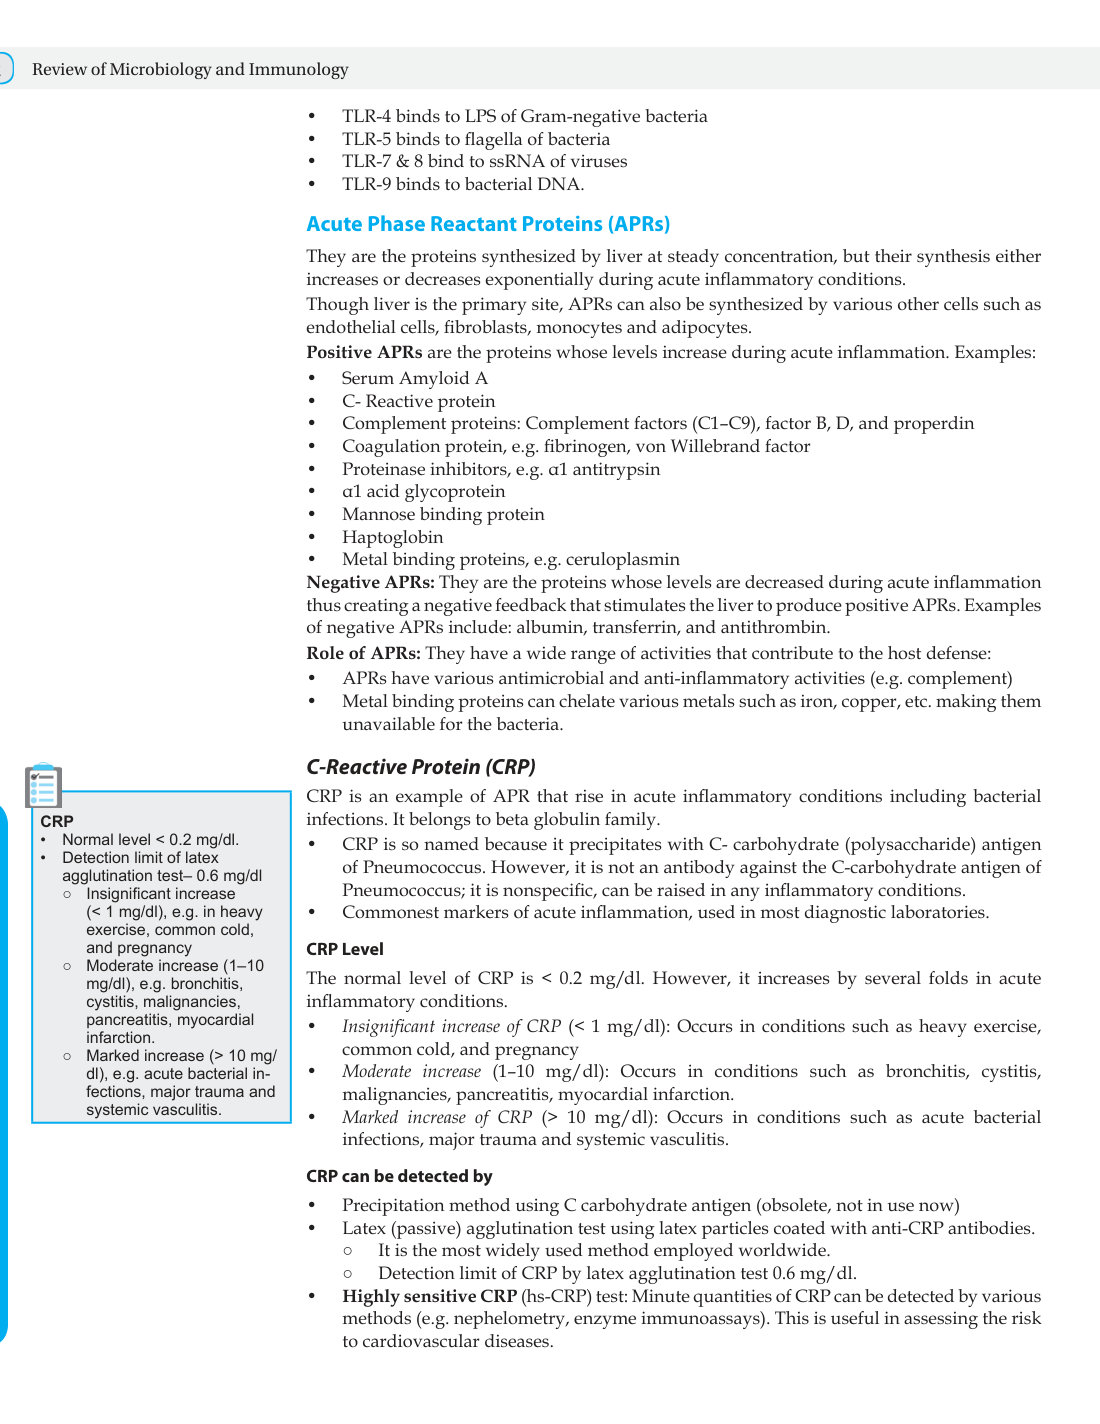 Review of Microbiology and Immunology
• TLR-4 binds to LPS of Gram-negative bacteria
• TLR-5 binds to flagella of bacteria
• TLR-7 & 8 bind to ssRNA of viruses
• TLR-9 binds to bacterial DNA.
Acute Phase Reactant Proteins (APRs)
They are the proteins synthesized by liver at steady concentration, but their synthesis either
increases or decreases exponentially during acute inflammatory conditions.
Though liver is the primary site, APRs can also be synthesized by various other cells such as
endothelial cells, fibroblasts, monocytes and adipocytes.
Positive APRs are the proteins whose levels increase during acute inflammation. Examples:
• Serum Amyloid A
• C- Reactive protein
• Complement proteins: Complement factors (C1–C9), factor B, D, and properdin
• Coagulation protein, e.g. fibrinogen, von Willebrand factor
• Proteinase inhibitors, e.g. α1 antitrypsin
• α1 acid glycoprotein
• Mannose binding protein
• Haptoglobin
• Metal binding proteins, e.g. ceruloplasmin
Negative APRs: They are the proteins whose levels are decreased during acute inflammation
thus creating a negative feedback that stimulates the liver to produce positive APRs. Examples
of negative APRs include: albumin, transferrin, and antithrombin.
Role of APRs: They have a wide range of activities that contribute to the host defense:
• APRs have various antimicrobial and anti-inflammatory activities (e.g. complement)
• Metal binding proteins can chelate various metals such as iron, copper, etc. making them
unavailable for the bacteria.
C-Reactive Protein (CRP)
CRP is an example of APR that rise in acute inflammatory conditions including bacterial
infections. It belongs to beta globulin family.
• CRP is so named because it precipitates with C- carbohydrate (polysaccharide) antigen
of Pneumococcus. However, it is not an antibody against the C-carbohydrate antigen of
Pneumococcus; it is nonspecific, can be raised in any inflammatory conditions.
• Commonest markers of acute inflammation, used in most diagnostic laboratories.
CRP Level
The normal level of CRP is < 0.2 mg/dl. However, it increases by several folds in acute
inflammatory conditions.
• Insignificant increase of CRP (< 1 mg/dl): Occurs in conditions such as heavy exercise,
common cold, and pregnancy
• Moderate increase (1–10 mg/dl): Occurs in conditions such as bronchitis, cystitis,
malignancies, pancreatitis, myocardial infarction.
• Marked increase of CRP (> 10 mg/dl): Occurs in conditions such as acute bacterial
infections, major trauma and systemic vasculitis.
CRP can be detected by
• Precipitation method using C carbohydrate antigen (obsolete, not in use now)
• Latex (passive) agglutination test using latex particles coated with anti-CRP antibodies.
○ It is the most widely used method employed worldwide.
○ Detection limit of CRP by latex agglutination test 0.6 mg/dl.
• Highly sensitive CRP (hs-CRP) test: Minute quantities of CRP can be detected by various
methods (e.g. nephelometry, enzyme immunoassays). This is useful in assessing the risk
to cardiovascular diseases.
CRP
• Normal level < 0.2 mg/dl.
• Detection limit of latex
agglutination test– 0.6 mg/dl
○ Insignificant increase
(< 1 mg/dl), e.g. in heavy
exercise, common cold,
and pregnancy
○ Moderate increase (1–10
mg/dl), e.g. bronchitis,
cystitis, malignancies,
pancreatitis, myocardial
infarction.
○ Marked increase (> 10 mg/
dl), e.g. acute bacterial in-
fections, major trauma and
systemic vasculitis.